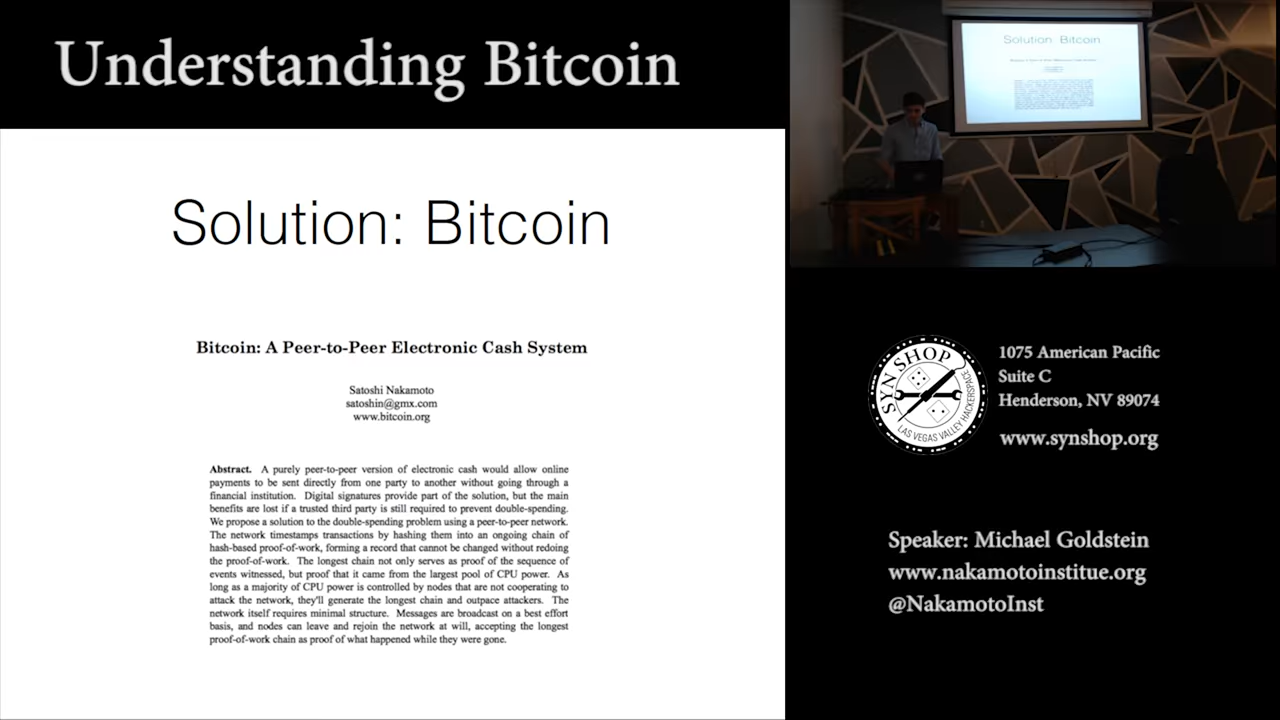 Understanding Bitcoin
Solution: Bitcoin
Bitcoin: A Peer-to-Peer Electronic Cash System
Satoshi Nakamoto
satoshin@gmx.com
www.bitcoin.org
Abstract. A purely peer-to-peer version of electronic cash would allow online
payments to be sent directly from one party to another without going through a
financial institution. Digital signatures provide part of the solution, but the main
benefits are lost if a trusted third party is still required to prevent double-spending.
We propose a solution to the double-spending problem using a peer-to-peer network.
The network timestamps transactions by hashing them into an ongoing chain of
hash-based proof-of-work, forming a record that cannot be changed without redoing
the proof-of-work. The longest chain not only serves as proof of the sequence of
events witnessed, but proof that it came from the largest pool of CPU power. As
long as a majority of CPU power is controlled by nodes that are not cooperating to
attack the network, they'll generate the longest chain and outpace attackers. The
network itself requires minimal structure. Messages are broadcast on a best effort
basis, and nodes can leave and rejoin the network at will, accepting the longest
proof-of-work chain as proof of what happened while they were gone.
Solution: Bitcoin
SYN SHOP
LAS VEGAS VALLEY HACKERSPACE
1075 American Pacific
Suite C
Henderson, NV 89074
www.synshop.org
Speaker: Michael Goldstein
www.nakamotoinstitue.org
@NakamotoInst